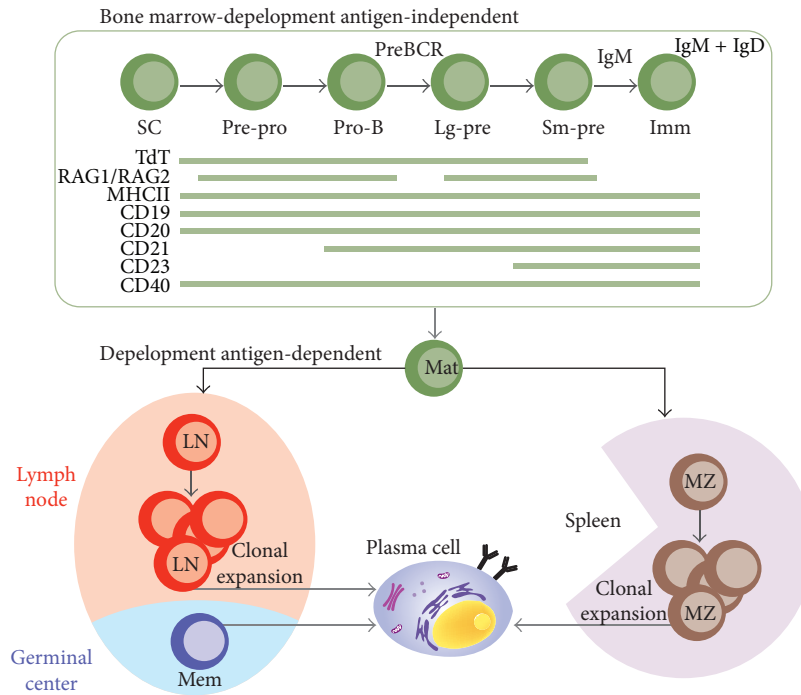 Bone marrow-depelopment antigen-independent
PreBCR
IgM
IgM + IgD
SC
Pre-pro
Pro-B
Lg-pre
Sm-pre
Imm
TdT
RAG1/RAG2
MHCII
CD19
CD20
CD21
CD23
CD40
Depelopment antigen-dependent
Mat
LN
Lymph
node
LN
Clonal
expansion
Plasma cell
Spleen
MZ
Clonal
expansion
MZ
Germinal
center
Mem